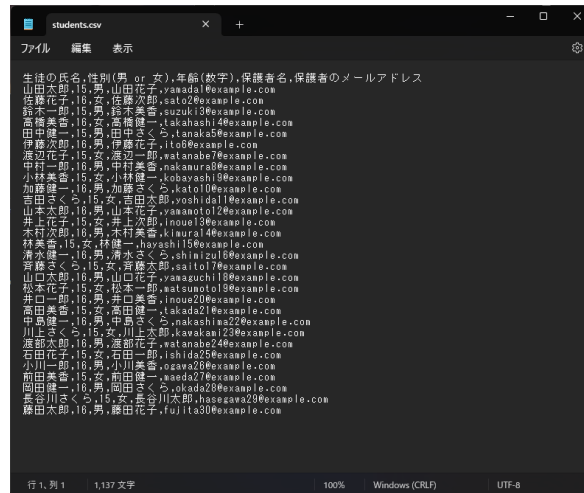 students.csv
ファイル 編集 表示
生徒の氏名,性別(男 or 女),年齢(数字),保護者名,保護者のメールアドレス
山田太郎,15,男,山田花子,yamada1@example.com
佐藤花子,16,女,佐藤次郎,sato2@example.com
鈴木一郎,15,男,鈴木美香,suzuki3@example.com
高橋美香,16,女,高橋健一,takahashi4@example.com
田中健一,15,男,田中さくら,tanaka5@example.com
伊藤次郎,16,男,伊藤花子,ito6@example.com
渡辺花子,15,女,渡辺一郎,watanabe7@example.com
中村一郎,16,男,中村美香,nakamura8@example.com
小林美香,15,女,小林健一,kobayashi9@example.com
加藤健一,16,男,加藤さくら,kato10@example.com
吉田さくら,15,女,吉田太郎,yoshida11@example.com
山本太郎,16,男,山本花子,yamamoto12@example.com
井上花子,15,女,井上次郎,inoue13@example.com
木村次郎,16,男,木村美香,kimura14@example.com
林美香,15,女,林健一,hayashi15@example.com
清水健一,16,男,清水さくら,shimizu16@example.com
斉藤さくら,15,女,斉藤太郎,saito17@example.com
山口太郎,16,男,山口花子,yamaguchi18@example.com
松本花子,15,女,松本一郎,matsumoto19@example.com
井口一郎,16,男,井口美香,inoue20@example.com
高田美香,15,女,高田健一,takada21@example.com
中島健一,16,男,中島さくら,nakashima22@example.com
川上さくら,15,女,川上太郎,kawakami23@example.com
渡部太郎,16,男,渡部花子,watanabe24@example.com
石田花子,15,女,石田一郎,ishida25@example.com
小川一郎,16,男,小川美香,ogawa26@example.com
前田美香,15,女,前田健一,maeda27@example.com
岡田健一,16,男,岡田さくら,okada28@example.com
長谷川さくら,15,女,長谷川太郎,hasegawa29@example.com
藤田太郎,16,男,藤田花子,fujita30@example.com
行 1、列 1 1,137 文字 100% Windows (CRLF) UTF-8